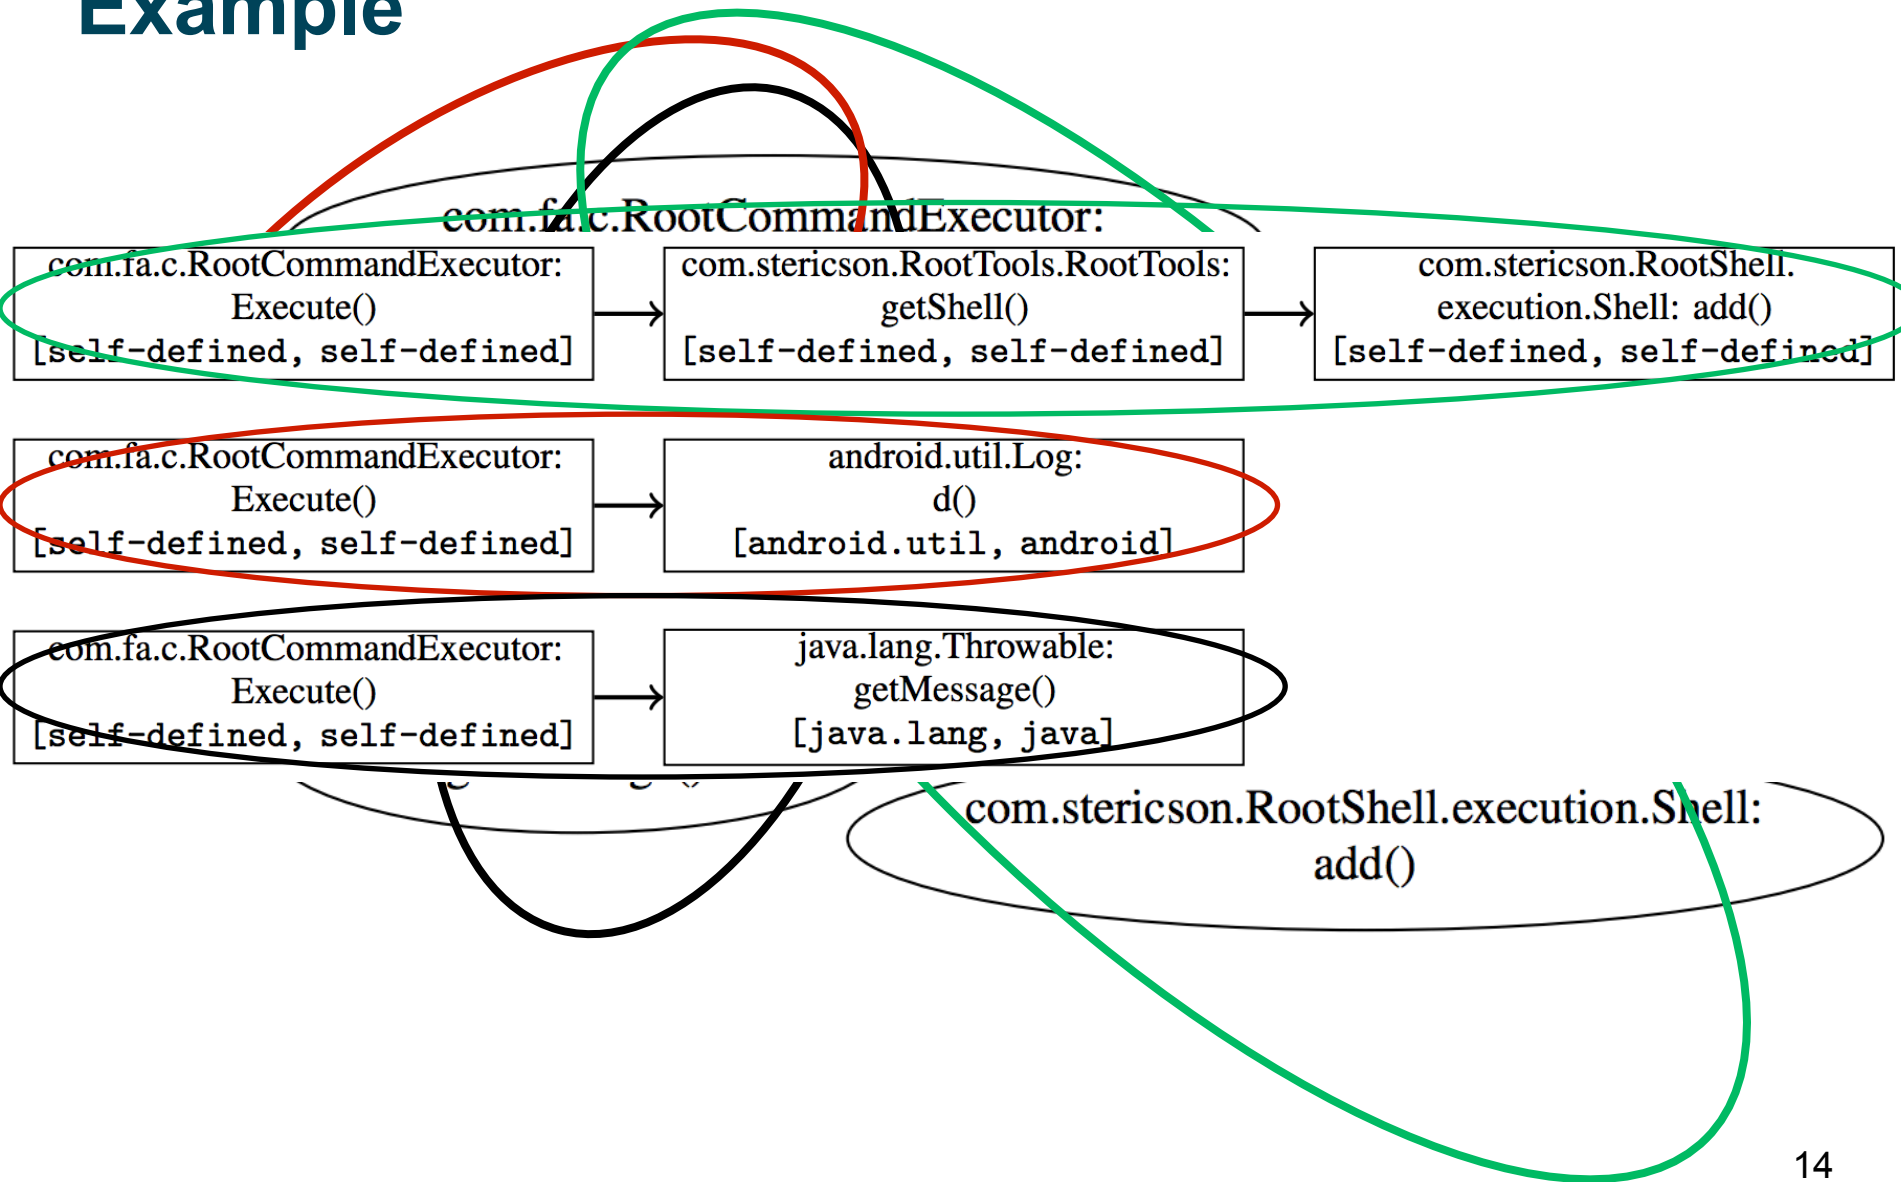 Example
com.fa.c.RootCommandExecutor:
com.fa.c.RootCommandExecutor:
Execute()
[self-defined, self-defined]
com.stericson.RootTools.RootTools:
getShell()
[self-defined, self-defined]
com.stericson.RootShell.
execution.Shell: add()
[self-defined, self-defined]
com.fa.c.RootCommandExecutor:
Execute()
[self-defined, self-defined]
android.util.Log:
d()
[android.util, android]
com.fa.c.RootCommandExecutor:
Execute()
[self-defined, self-defined]
java.lang.Throwable:
getMessage()
[java.lang, java]
com.stericson.RootShell.execution.Shell:
add()
14